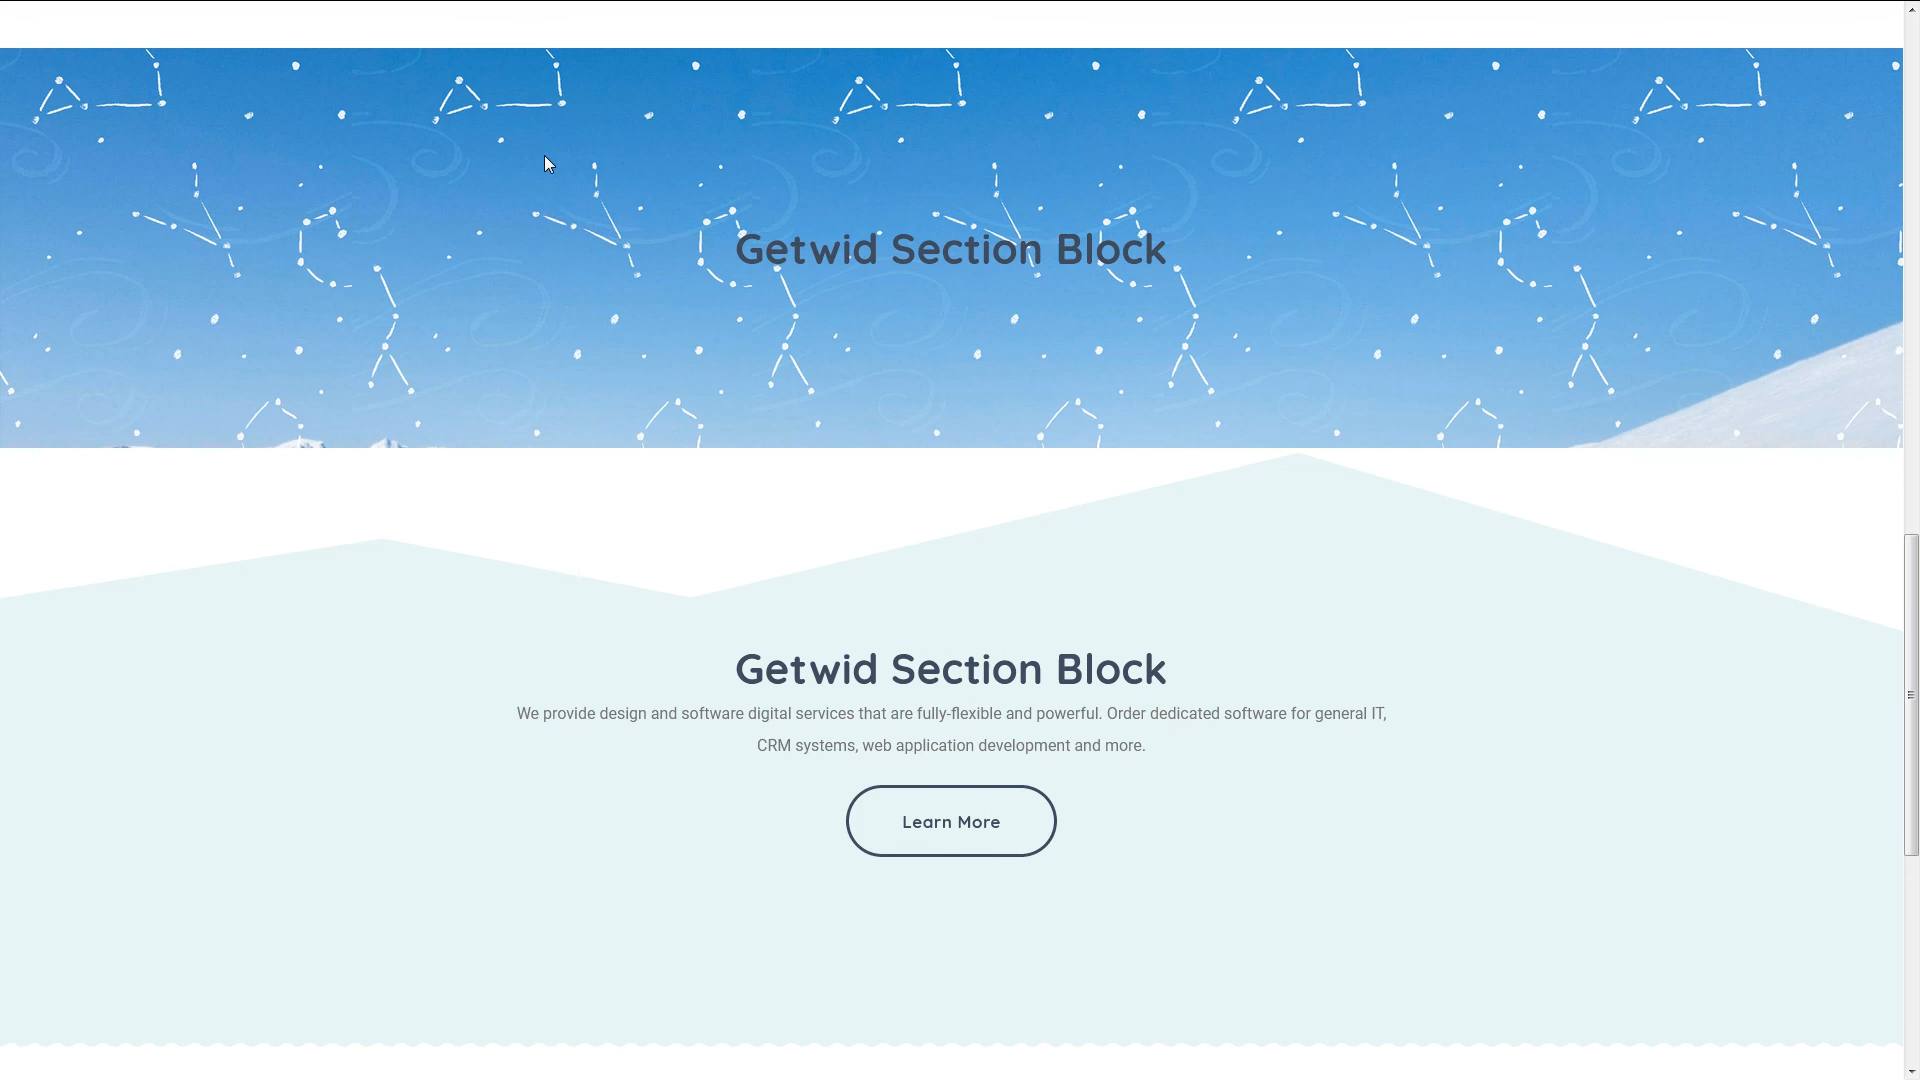 Getwid Section Block
Getwid Section Block
We provide design and software digital services that are fully-flexible and powerful. Order dedicated software for general IT,
CRM systems, web application development and more.
Learn More